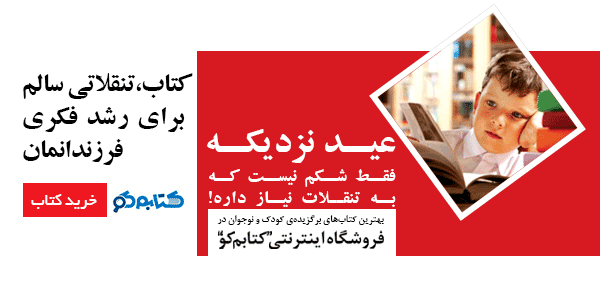 کتاب،تنقلاتی سالم
برای رشد فکری
فرزندانمان
کتابم کو
خرید کتاب
عید نزدیکه
فقط شکم نیست که
به تنقلات نیاز داره!
بهترین کتاب‌های برگزیده‌ی کودک و نوجوان در
فروشگاه اینترنتی "کتابم‌کو"